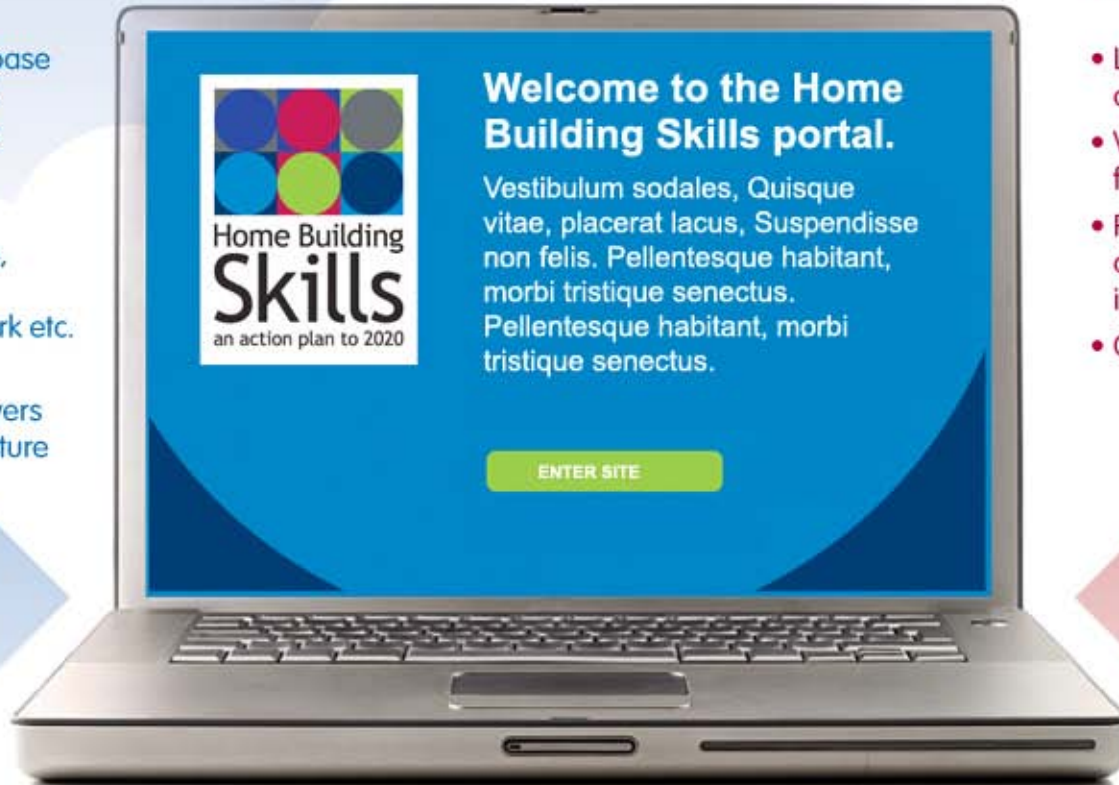 base
rk etc.
vers
ture
Home Building
Skills
an action plan to 2020
Welcome to the Home
Building Skills portal.
Vestibulum sodales, Quisque
vitae, placerat lacus, Suspendisse
non felis. Pellentesque habitant,
morbi tristique senectus.
Pellentesque habitant, morbi
tristique senectus.
ENTER SITE